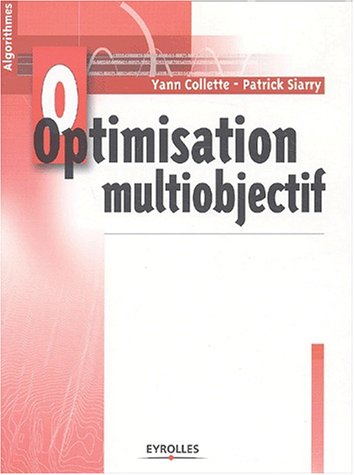 Algorithmes
Yann Collette - Patrick Siarry
O
Optimisation
multiobjectif
EYROLLES